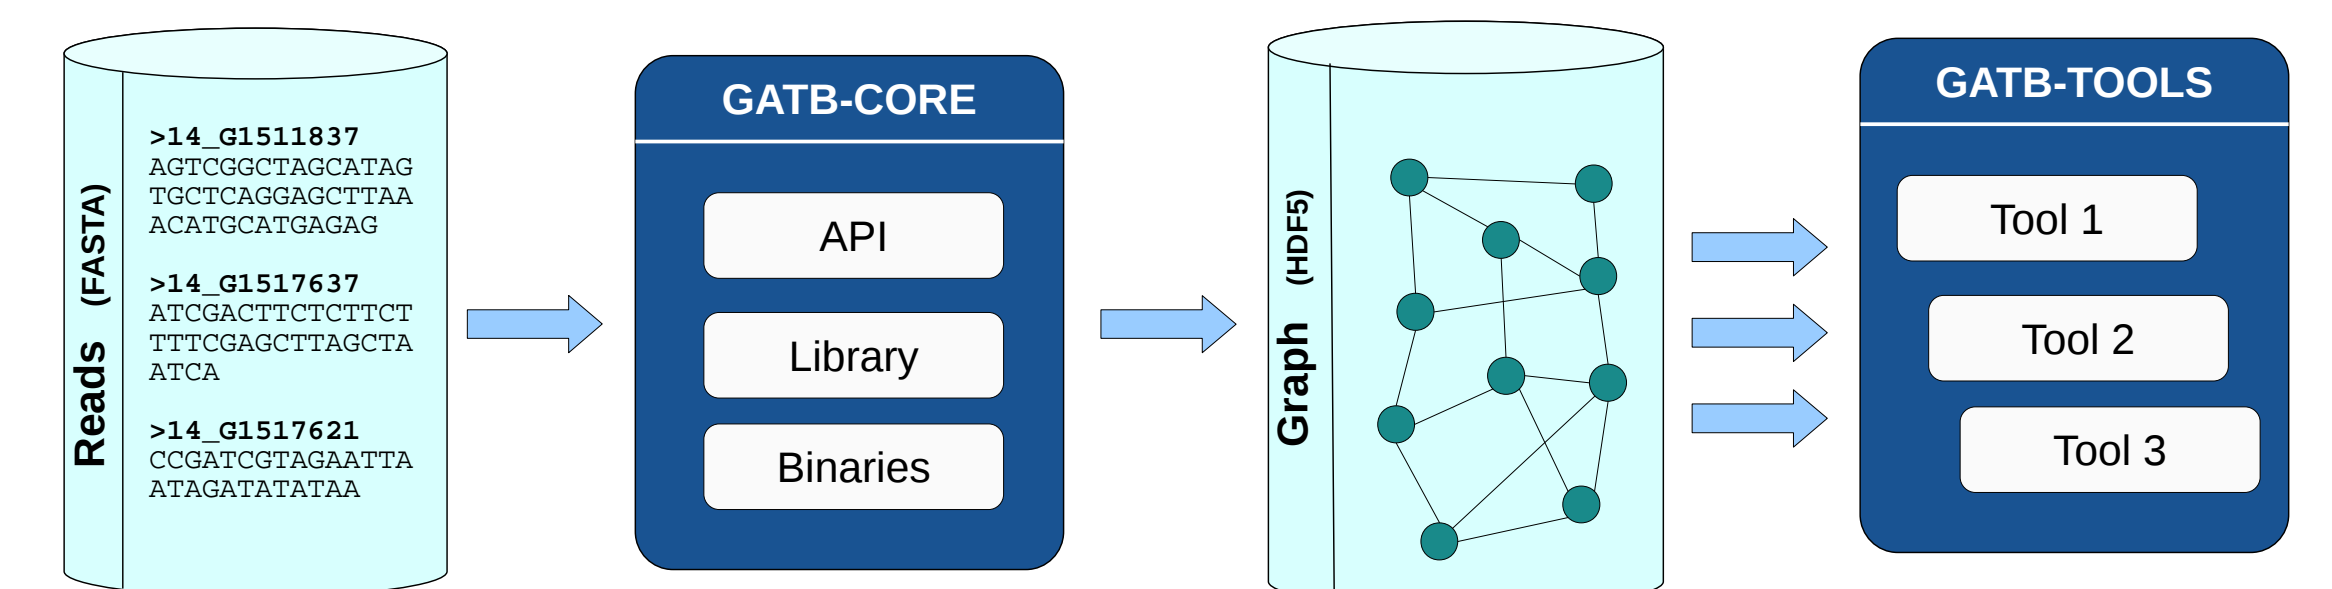 Reads (FASTA)
>14_G1511837
AGTCGGCTAGCATAG
TGCTCAGGAGCTTAA
ACATGCATGAGAG
>14_G1517637
ATCGACTTCTCTTCT
TTTCGAGCTTAGCTA
ATCA
>14_G1517621
CCGATCGTAGAATTA
ATAGATATATAA
GATB-CORE
API
Library
Binaries
Graph (HDF5)
GATB-TOOLS
Tool 1
Tool 2
Tool 3